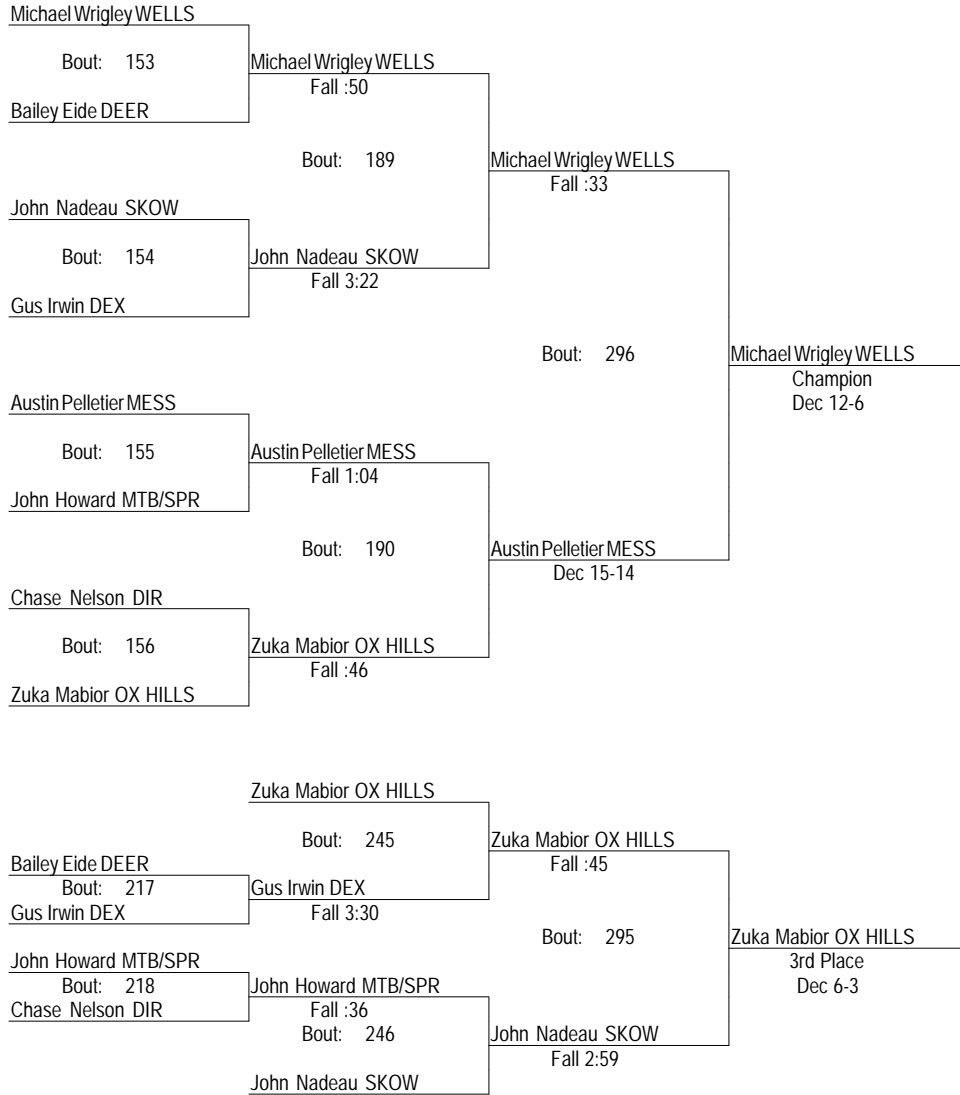 Michael Wrigley WELLS
Bout: 153
Michael Wrigley WELLS
Fall :50
Bailey Eide DEER
Bout: 189
Michael Wrigley WELLS
Fall :33
John Nadeau SKOW
Bout: 154
John Nadeau SKOW
Fall 3:22
Gus Irwin DEX
Bout: 296
Michael Wrigley WELLS
Champion
Dec 12-6
Austin Pelletier MESS
Bout: 155
Austin Pelletier MESS
Fall 1:04
John Howard MTB/SPR
Bout: 190
Austin Pelletier MESS
Dec 15-14
Chase Nelson DIR
Bout: 156
Zuka Mabior OX HILLS
Fall :46
Zuka Mabior OX HILLS
Zuka Mabior OX HILLS
Bout: 245
Zuka Mabior OX HILLS
Fall :45
Bailey Eide DEER
Bout: 217
Gus Irwin DEX
Gus Irwin DEX
Fall 3:30
Bout: 295
Zuka Mabior OX HILLS
3rd Place
Dec 6-3
John Howard MTB/SPR
Bout: 218
Chase Nelson DIR
John Howard MTB/SPR
Fall :36
Bout: 246
John Nadeau SKOW
Fall 2:59
John Nadeau SKOW